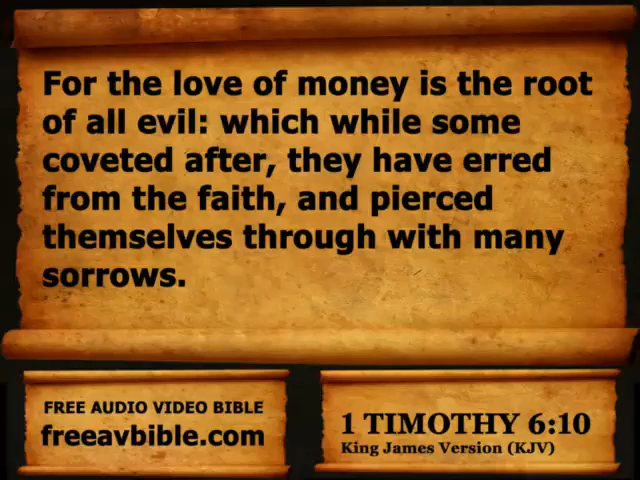 For the love of money is the root
of all evil: which while some
coveted after, they have erred
from the faith, and pierced
themselves through with many
sorrows.
FREE AUDIO VIDEO BIBLE
freeavbible.com
1 TIMOTHY 6:10
King James Version (KJV)